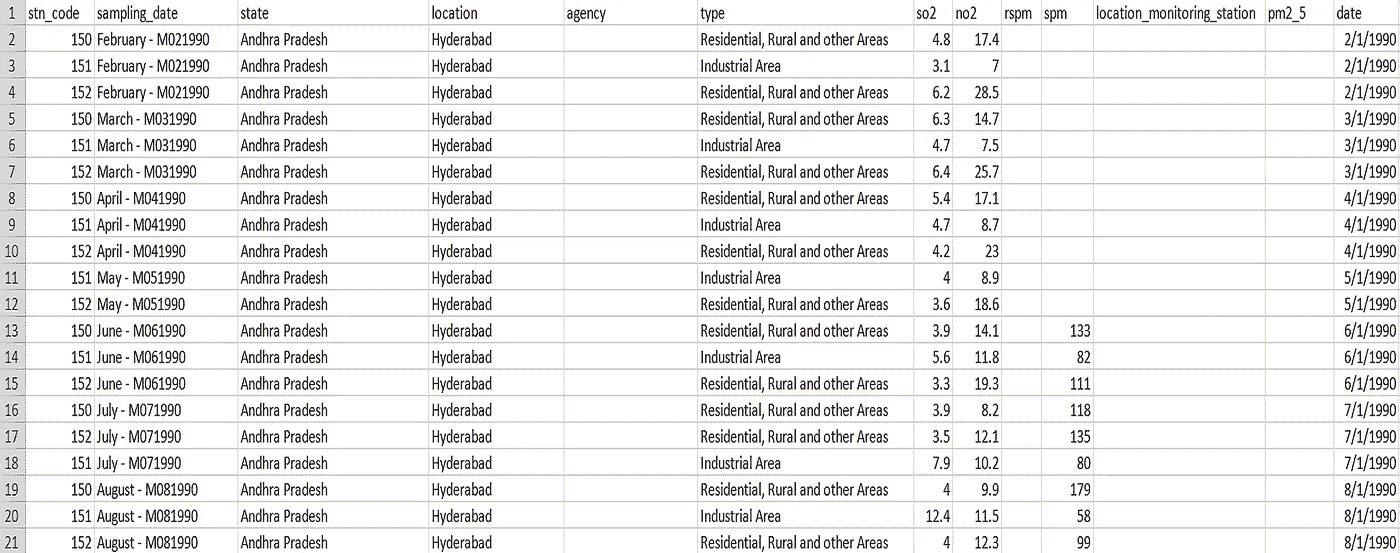 1 stn_code sampling_date state location agency type so2 no2 rspm spm location_monitoring_station pm2_5 date
2 150 February - M021990 Andhra Pradesh Hyderabad Residential, Rural and other Areas 4.8 17.4 2/1/1990
3 151 February - M021990 Andhra Pradesh Hyderabad Industrial Area 3.1 7 2/1/1990
4 152 February - M021990 Andhra Pradesh Hyderabad Residential, Rural and other Areas 6.2 28.5 2/1/1990
5 150 March - M031990 Andhra Pradesh Hyderabad Residential, Rural and other Areas 6.3 14.7 3/1/1990
6 151 March - M031990 Andhra Pradesh Hyderabad Industrial Area 4.7 7.5 3/1/1990
7 152 March - M031990 Andhra Pradesh Hyderabad Residential, Rural and other Areas 6.4 25.7 3/1/1990
8 150 April - M041990 Andhra Pradesh Hyderabad Residential, Rural and other Areas 5.4 17.1 4/1/1990
9 151 April - M041990 Andhra Pradesh Hyderabad Industrial Area 4.7 8.7 4/1/1990
10 152 April - M041990 Andhra Pradesh Hyderabad Residential, Rural and other Areas 4.2 23 4/1/1990
11 151 May - M051990 Andhra Pradesh Hyderabad Industrial Area 4 8.9 5/1/1990
12 152 May - M051990 Andhra Pradesh Hyderabad Residential, Rural and other Areas 3.6 18.6 5/1/1990
13 150 June - M061990 Andhra Pradesh Hyderabad Residential, Rural and other Areas 3.9 14.1 133 6/1/1990
14 151 June - M061990 Andhra Pradesh Hyderabad Industrial Area 5.6 11.8 82 6/1/1990
15 152 June - M061990 Andhra Pradesh Hyderabad Residential, Rural and other Areas 3.3 19.3 111 6/1/1990
16 150 July - M071990 Andhra Pradesh Hyderabad Residential, Rural and other Areas 3.9 8.2 118 7/1/1990
17 152 July - M071990 Andhra Pradesh Hyderabad Residential, Rural and other Areas 3.5 12.1 135 7/1/1990
18 151 July - M071990 Andhra Pradesh Hyderabad Industrial Area 7.9 10.2 80 7/1/1990
19 150 August - M081990 Andhra Pradesh Hyderabad Residential, Rural and other Areas 4 9.9 179 8/1/1990
20 151 August - M081990 Andhra Pradesh Hyderabad Industrial Area 12.4 11.5 58 8/1/1990
21 152 August - M081990 Andhra Pradesh Hyderabad Residential, Rural and other Areas 4 12.3 99 8/1/1990